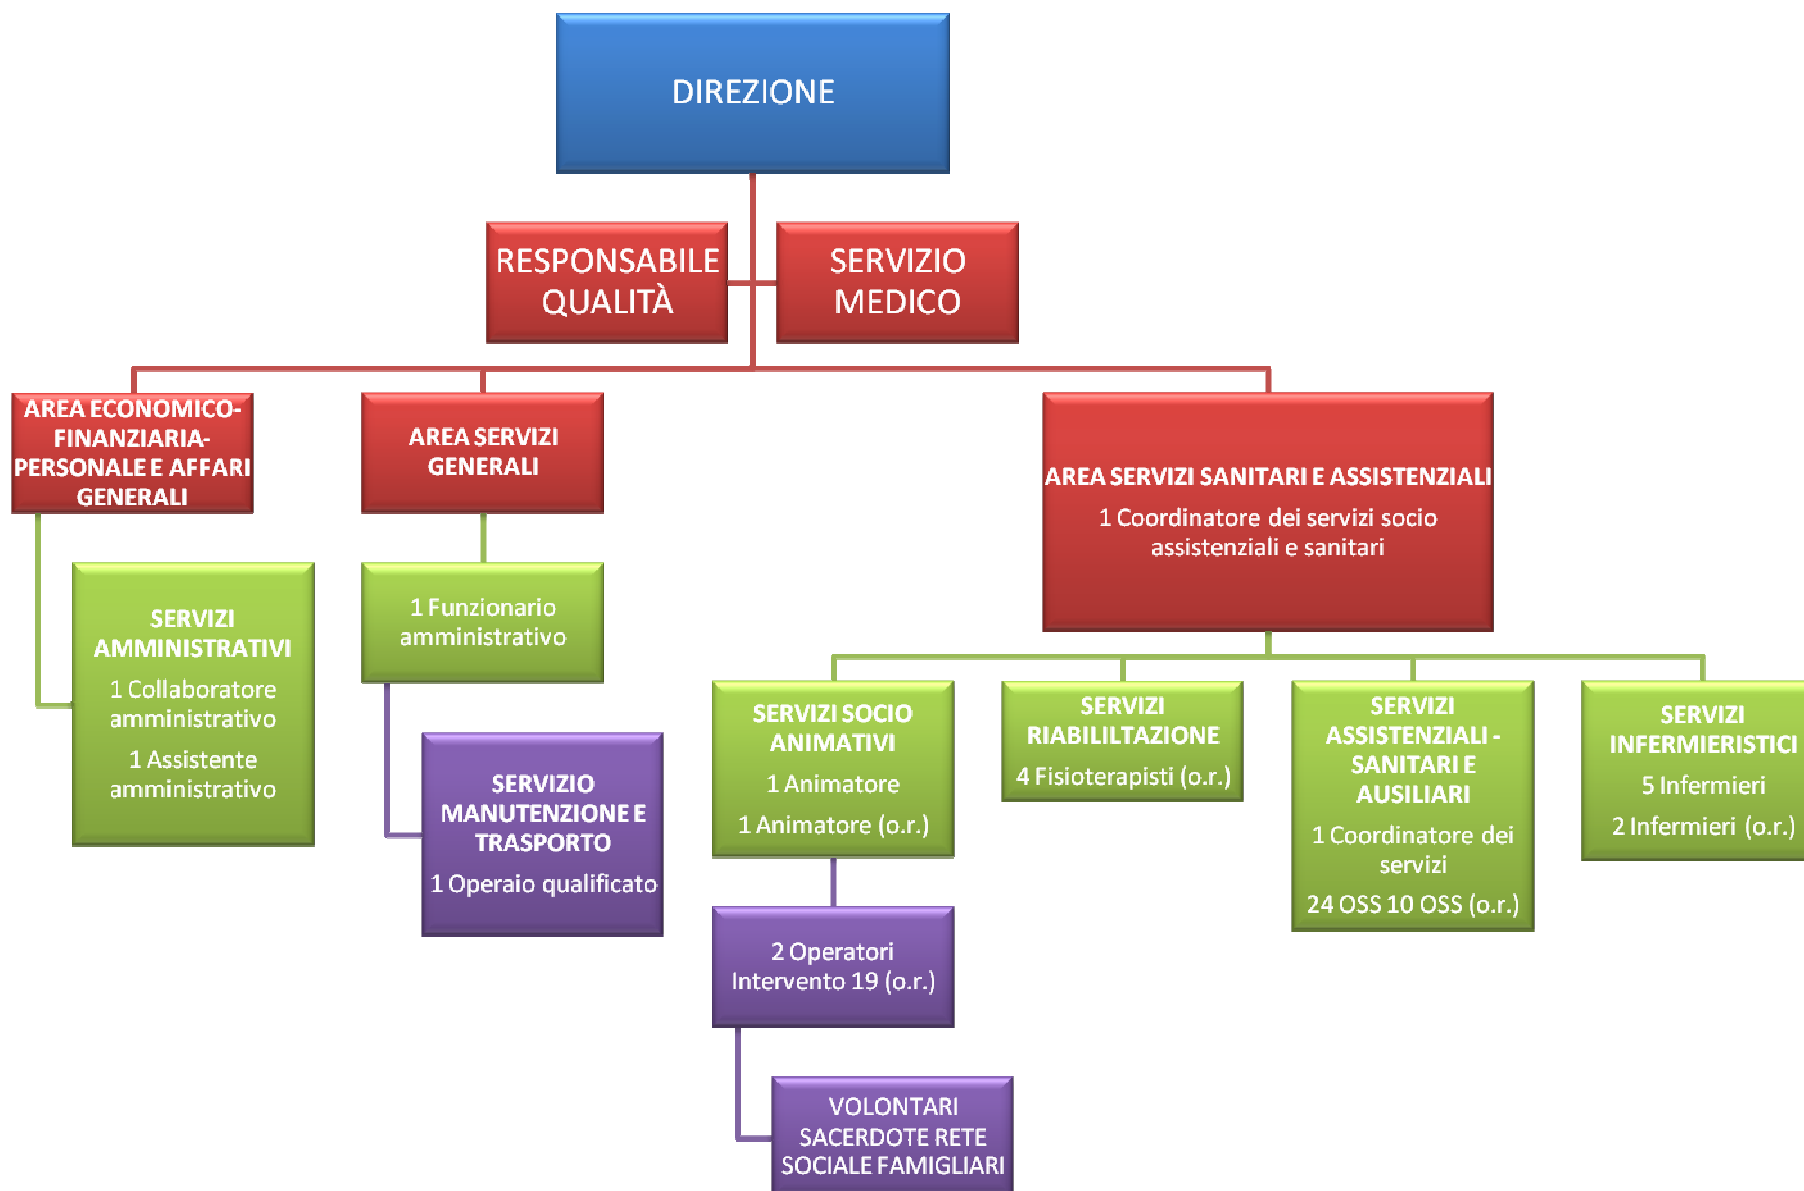 DIREZIONE
RESPONSABILE
QUALITÀ
SERVIZIO
MEDICO
AREA ECONOMICO-
FINANZIARIA-
PERSONALE E AFFARI
GENERALI
AREA SERVIZI
GENERALI
AREA SERVIZI SANITARI E ASSISTENZIALI
1 Coordinatore dei servizi socio
assistenziali e sanitari
SERVIZI
AMMINISTRATIVI
1 Collaboratore
amministrativo
1 Assistente
amministrativo
1 Funzionario
amministrativo
SERVIZIO
MANUTENZIONE E
TRASPORTO
1 Operaio qualificato
SERVIZI SOCIO
ANIMATIVI
1 Animatore
1 Animatore (o.r.)
2 Operatori
Intervento 19 (o.r.)
VOLONTARI
SACERDOTE RETE
SOCIALE FAMIGLIARI
SERVIZI
RIABILILTAZIONE
4 Fisioterapisti (o.r.)
SERVIZI
ASSISTENZIALI -
SANITARI E
AUSILIARI
1 Coordinatore dei
servizi
24 OSS 10 OSS (o.r.)
SERVIZI
INFERMIERISTICI
5 Infermieri
2 Infermieri (o.r.)